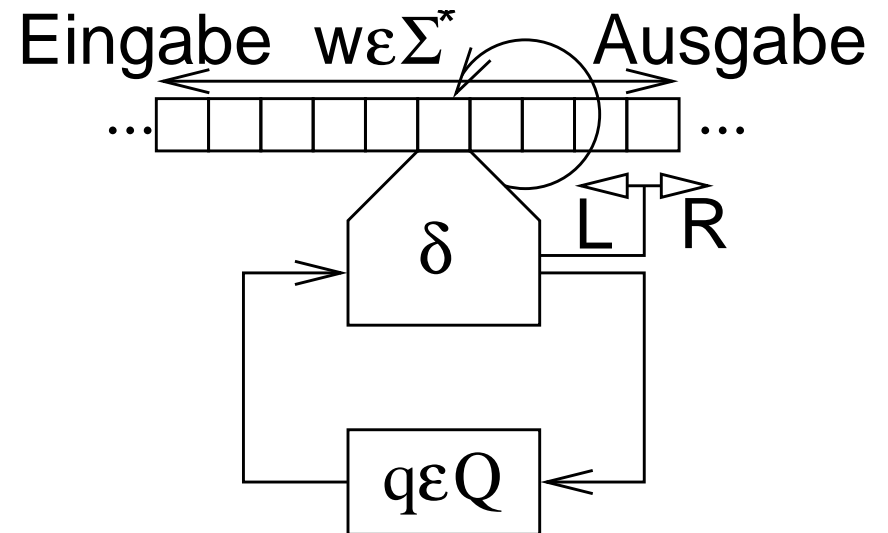 Eingabe wεΣ* Ausgabe
... ...
L R
δ
qεQ